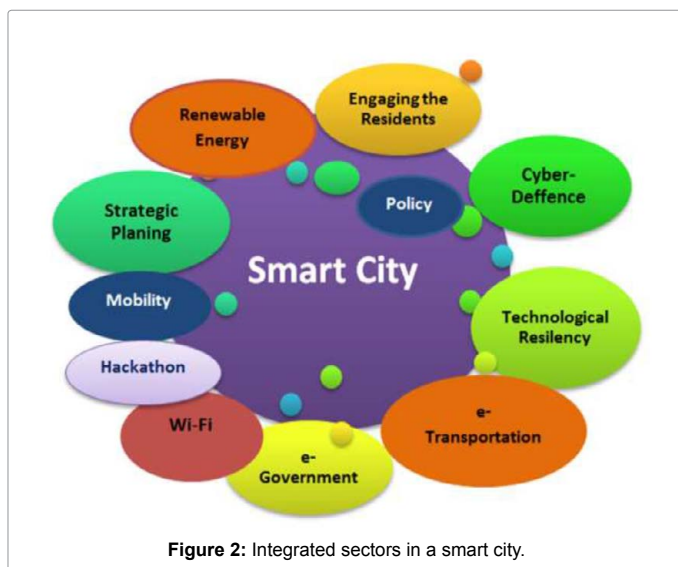 Engaging the
Residents
Renewable
Energy
Cyber-
Deffence
Policy
Strategic
Planing
Smart City
Mobility
Technological
Resilency
Hackathon
Wi-Fi
e-
Transportation
e-
Government
Figure 2: Integrated sectors in a smart city.